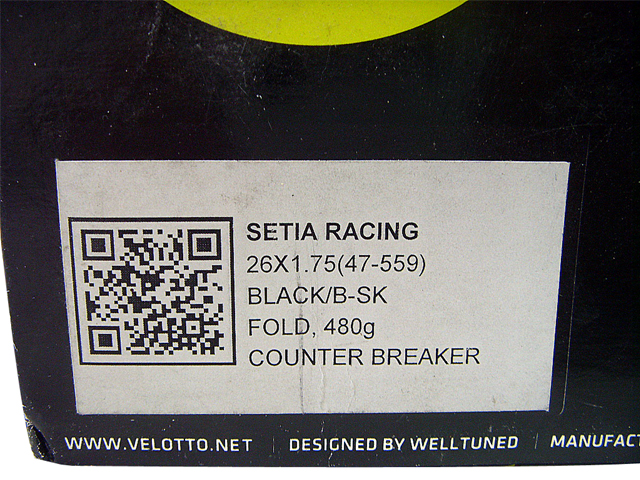 SETIA RACING
26X1.75(47-559)
BLACK/B-SK
FOLD, 480g
COUNTER BREAKER
WWW.VELOTTO.NET | DESIGNED BY WELLTUNED |